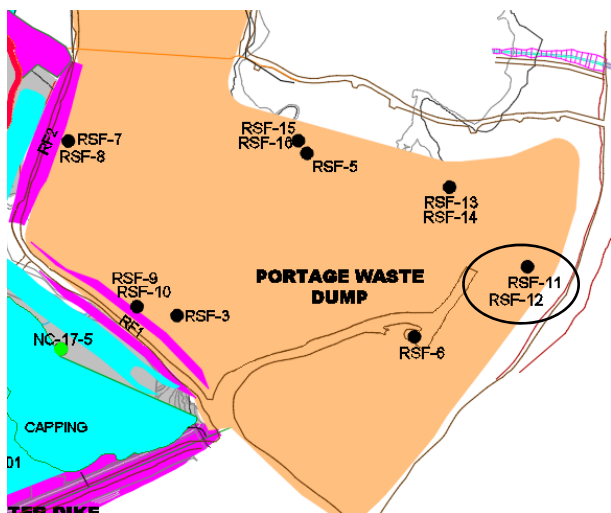 RSF-15
RSF-16
RSF-5
RF2
RSF-7
RSF-8
RSF-13
RSF-14
RSF-9
RSF-10
RSF-3
RF1
PORTAGE WASTE
DUMP
RSF-11
RSF-12
NC-17-5
RSF-6
CAPPING
01